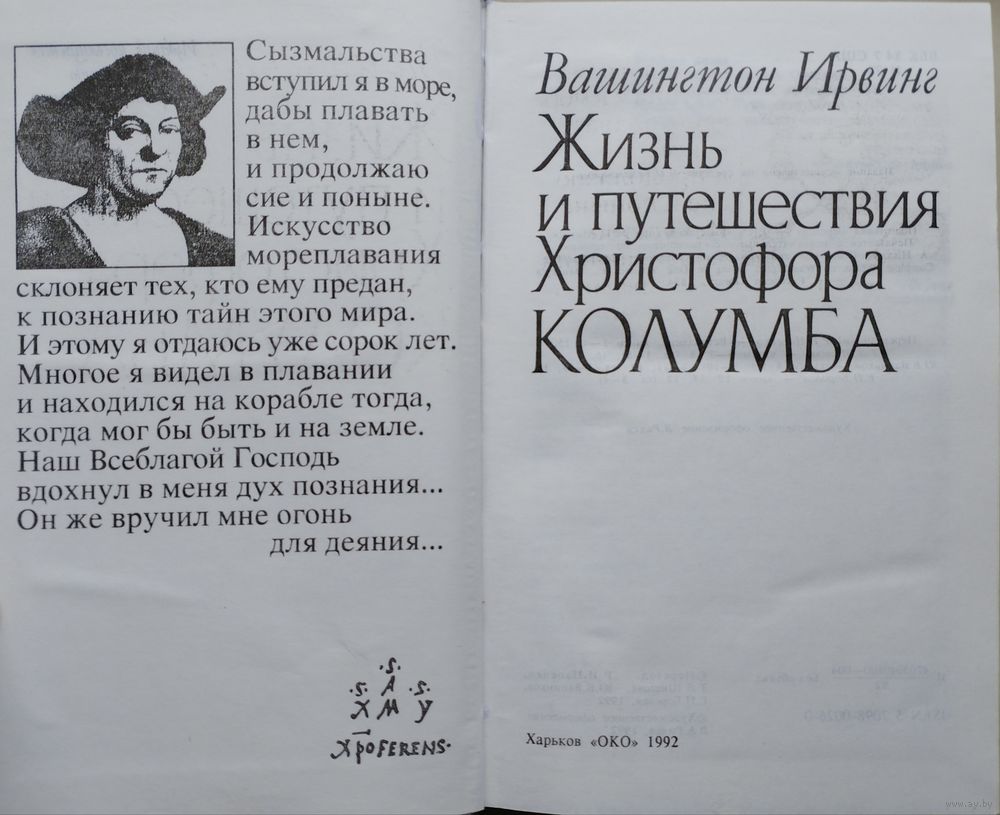 Сызмальства
вступил я в море,
дабы плавать
в нем,
и продолжаю
сие и поныне.
Искусство
мореплавания
склоняет тех, кто ему предан,
к познанию тайн этого мира.
И этому я отдаюсь уже сорок лет.
Многое я видел в плавании
и находился на корабле тогда,
когда мог бы быть и на земле.
Наш Всеблагой Господь
вдохнул в меня дух познания...
Он же вручил мне огонь
для деяния...
.S.
.S. A .S.
X M Y
XpoFERENS.
Вашингтон Ирвинг
Жизнь
и путешествия
Христофора
КОЛУМБА
Харьков «ОКО» 1992
www.ay.by